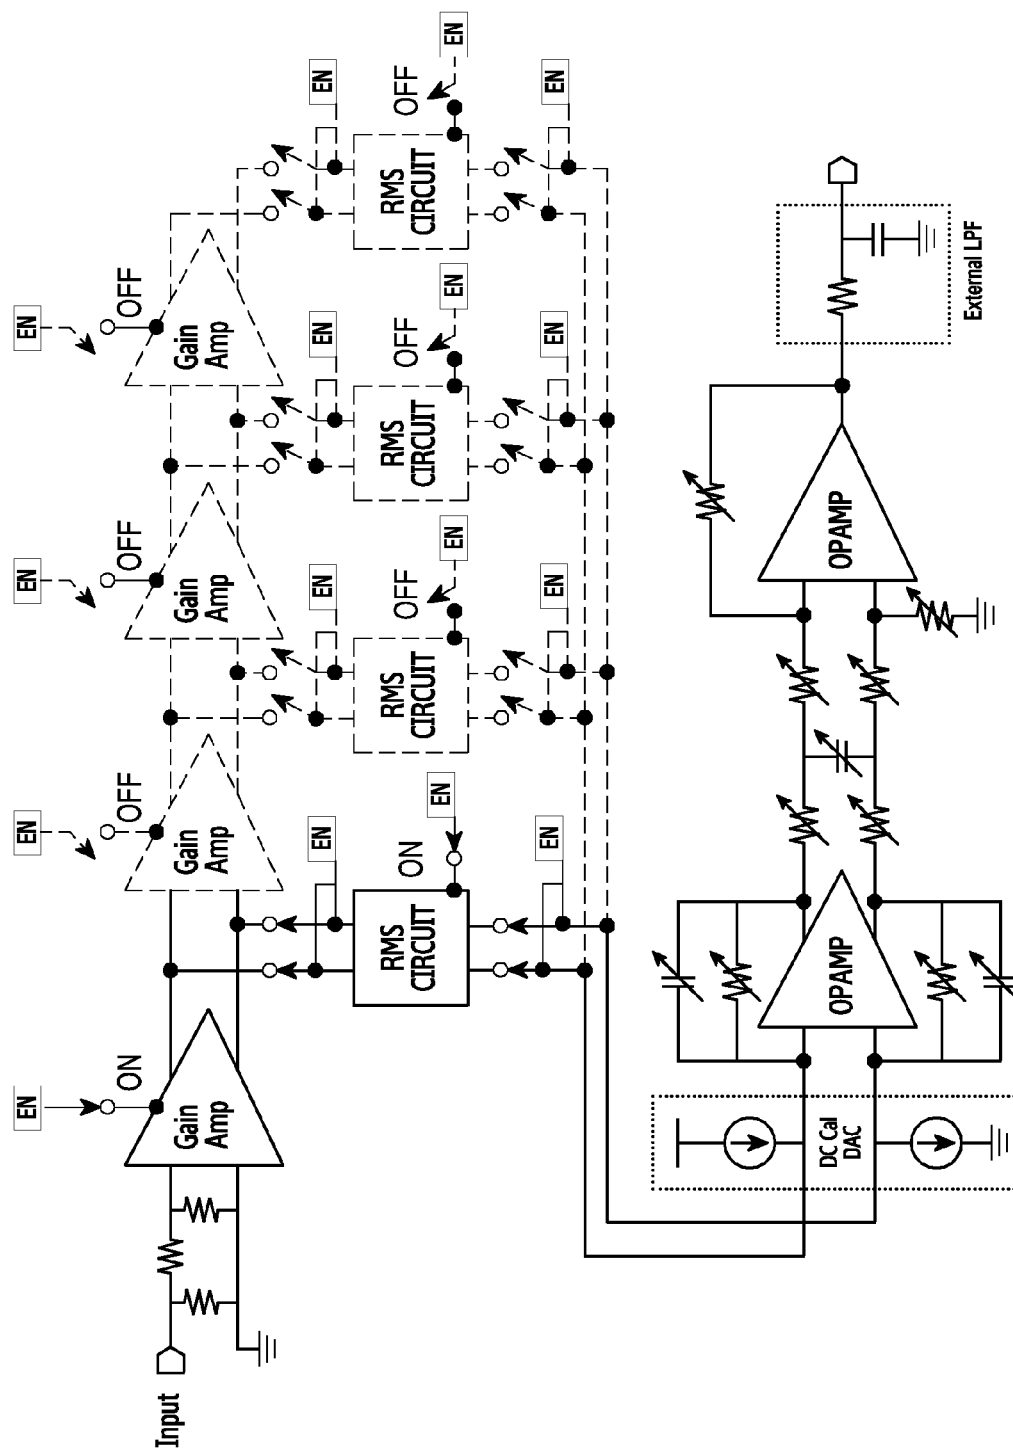 EN
EN
EN
EN
ON
OFF
OFF
OFF
Input
Gain
Amp
Gain
Amp
Gain
Amp
Gain
Amp
EN
EN
EN
EN
RMS
CIRCUIT
RMS
CIRCUIT
RMS
CIRCUIT
RMS
CIRCUIT
ON
OFF
OFF
OFF
EN
EN
EN
EN
EN
EN
EN
EN
DC Cal
DAC
OPAMP
OPAMP
External LPF